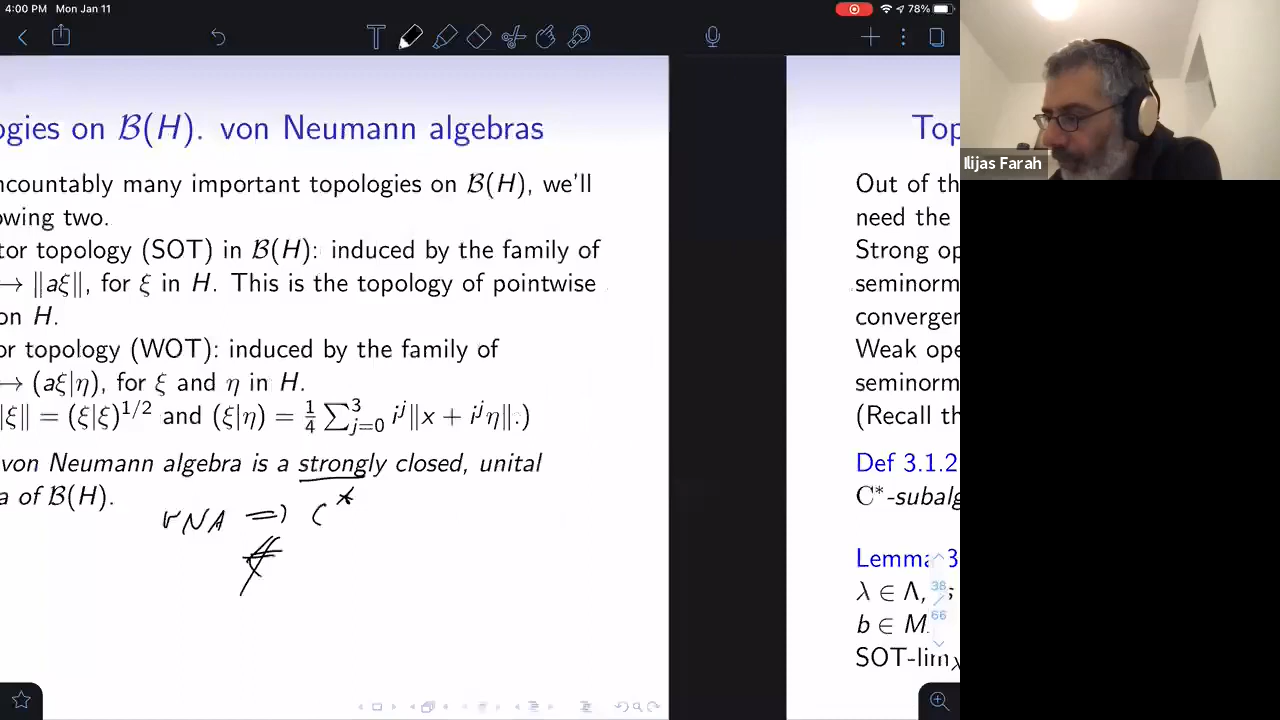 4:00 PM Mon Jan 11
78%
ogies on B(H). von Neumann algebras
ncountably many important topologies on B(H), we'll
owing two.
tor topology (SOT) in B(H): induced by the family of
↦ ‖aξ‖, for ξ in H. This is the topology of pointwise
on H.
or topology (WOT): induced by the family of
↦ (aξ|η), for ξ and η in H.
|ξ‖ = (ξ|ξ)^{1/2} and (ξ|η) = 1/4 ∑_{j=0}^{3} i^j‖x + i^jη‖.)
von Neumann algebra is a strongly closed, unital
a of B(H).
vNA ⇒ C*
Top
Out of th
need the
Strong op
seminorm
convergen
Weak ope
seminorm
(Recall th
Def 3.1.2
C*-subalg
Lemma 3
λ ∈ Λ, s
b ∈ M.
SOT-lim_λ
38
66
Ilijas Farah